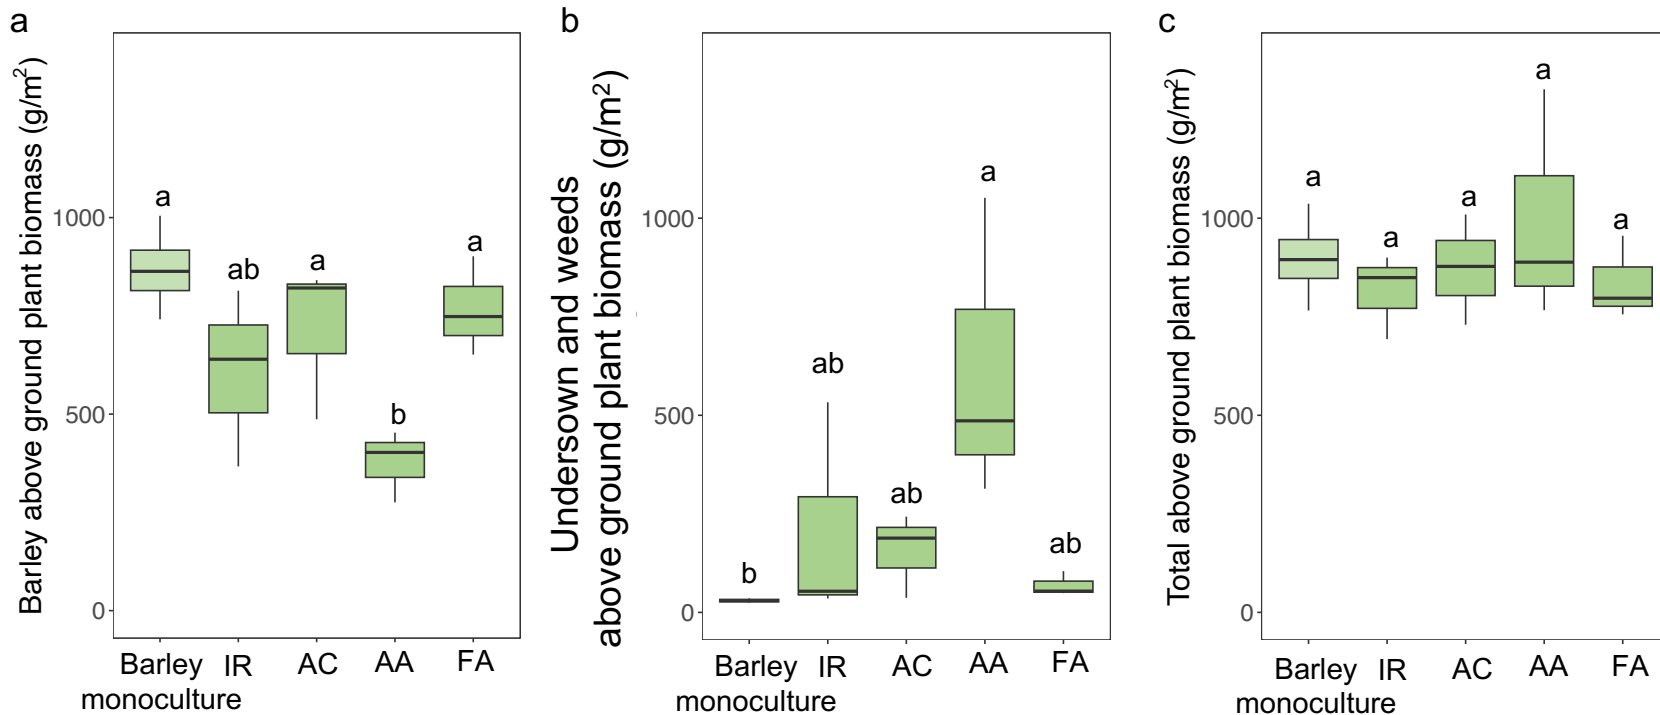 a
Barley above ground plant biomass (g/m²)
1000
500
0
a
ab
a
b
a
Barley
monoculture
IR
AC
AA
FA
b
Undersown and weeds
above ground plant biomass (g/m²)
1000
500
0
b
ab
ab
a
ab
Barley
monoculture
IR
AC
AA
FA
c
Total above ground plant biomass (g/m²)
1000
500
0
a
a
a
a
a
Barley
monoculture
IR
AC
AA
FA